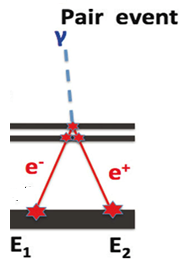 Pair event
γ
e⁻ e⁺
E₁ E₂